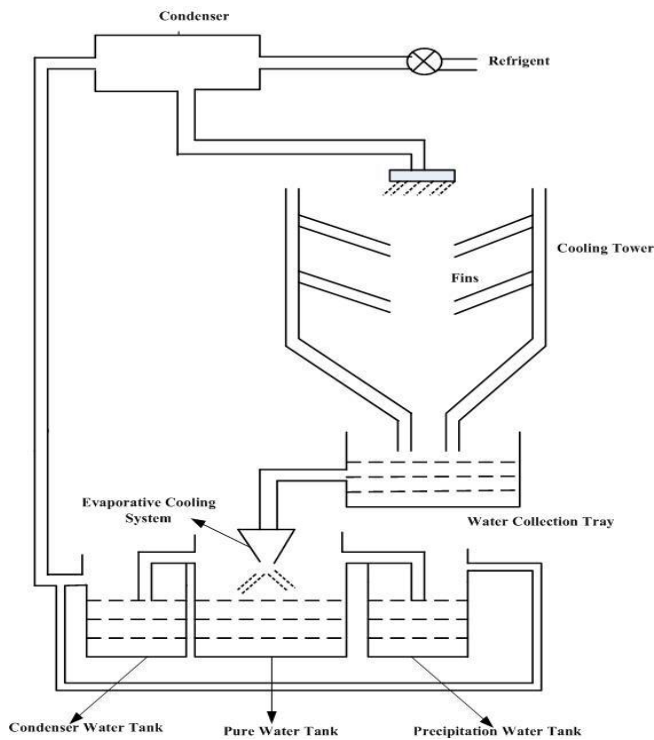 Condenser
Refrigent
Cooling Tower
Fins
Evaporative Cooling
System
Water Collection Tray
Condenser Water Tank
Pure Water Tank
Precipitation Water Tank